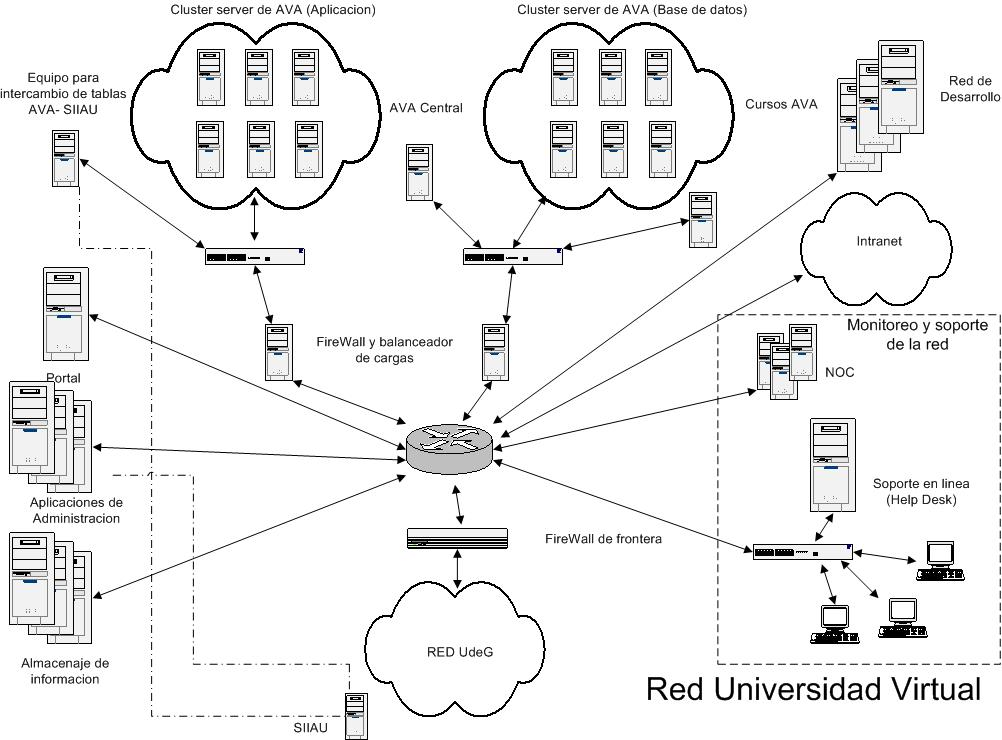 Cluster server de AVA (Aplicacion)
Cluster server de AVA (Base de datos)
Equipo para
intercambio de tablas
AVA- SIIAU
AVA Central
Cursos AVA
Red de
Desarrollo
Intranet
Monitoreo y soporte
de la red
FireWall y balanceador
de cargas
NOC
Portal
Soporte en linea
(Help Desk)
Aplicaciones de
Administracion
FireWall de frontera
RED UdeG
Almacenaje de
informacion
Red Universidad Virtual
SIIAU